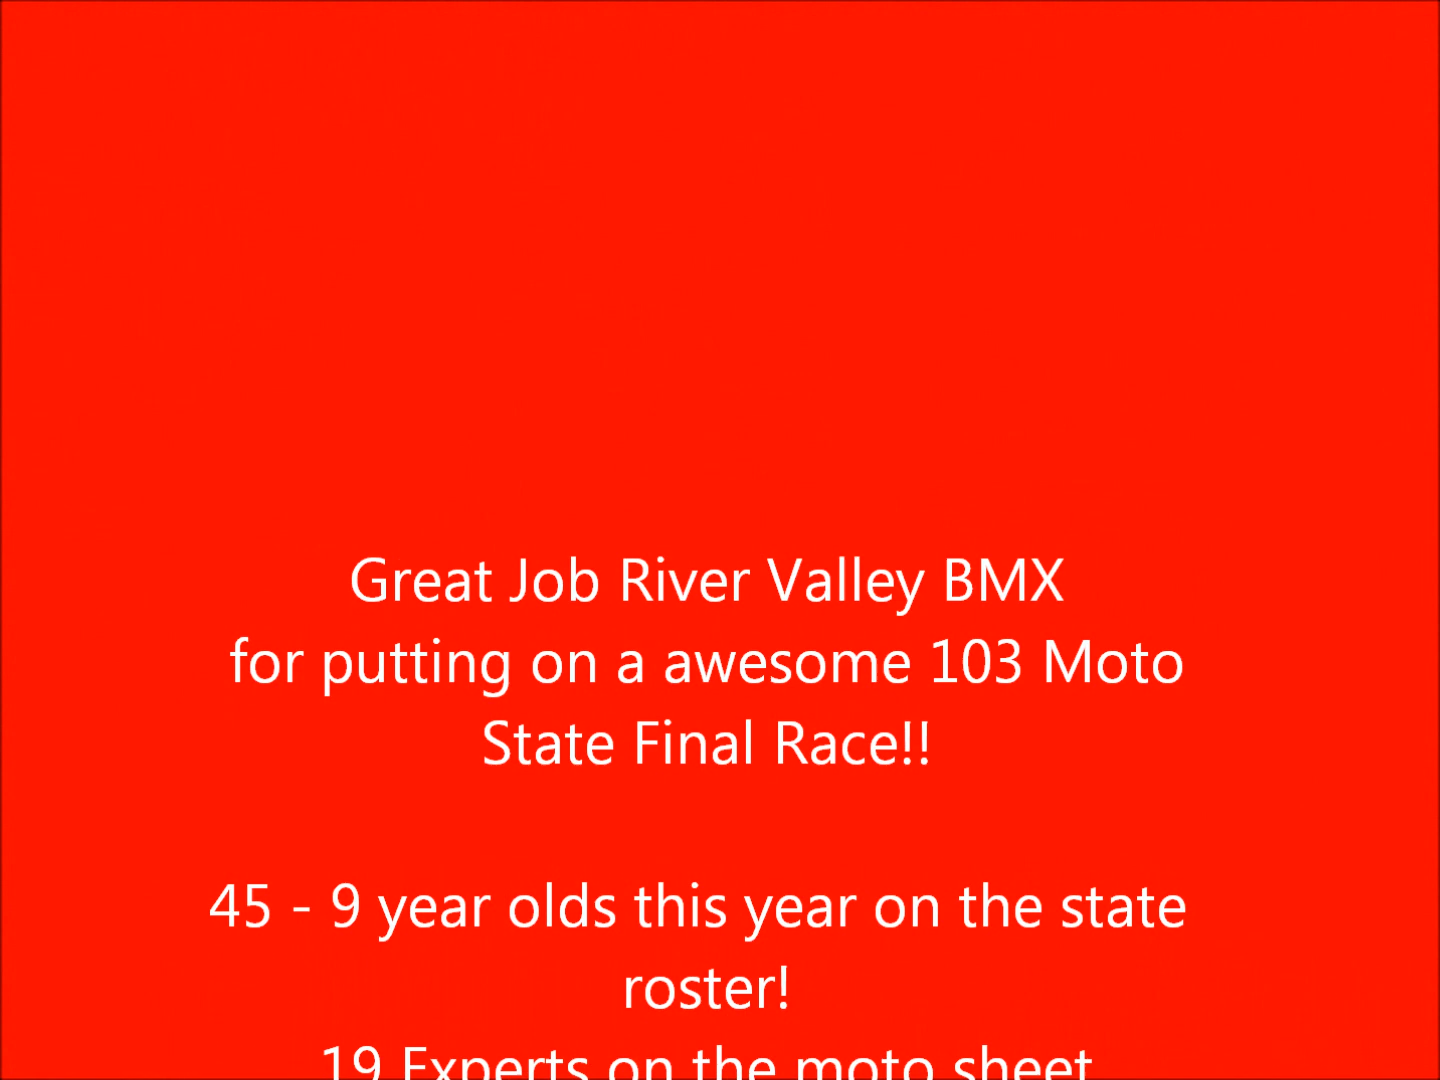 Great Job River Valley BMX
for putting on a awesome 103 Moto
State Final Race!!
45 - 9 year olds this year on the state
roster!
19 Experts on the moto sheet